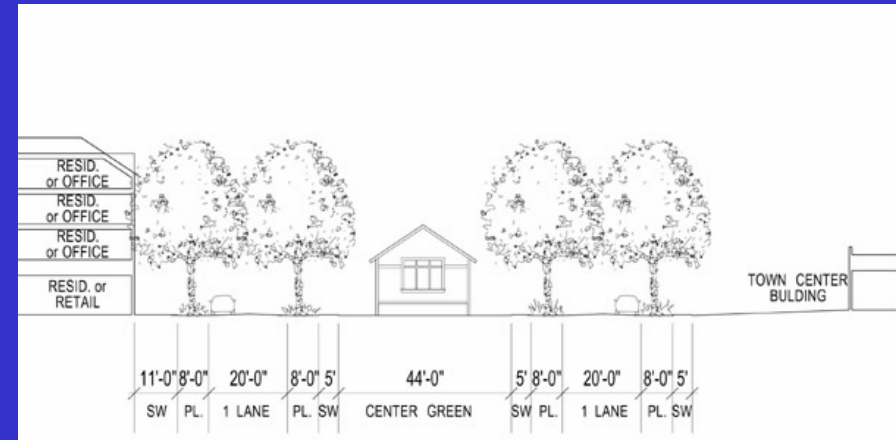 RESID.
or OFFICE
RESID.
or OFFICE
RESID.
or OFFICE
RESID. or
RETAIL
TOWN CENTER
BULDING
11'-0" 8'-0" 20'-0" 8'-0" 5' 44'-0" 5' 8'-0" 20'-0" 8'-0" 5'
SW PL. 1 LANE PL. SW CENTER GREEN SW PL. 1 LANE PL. SW